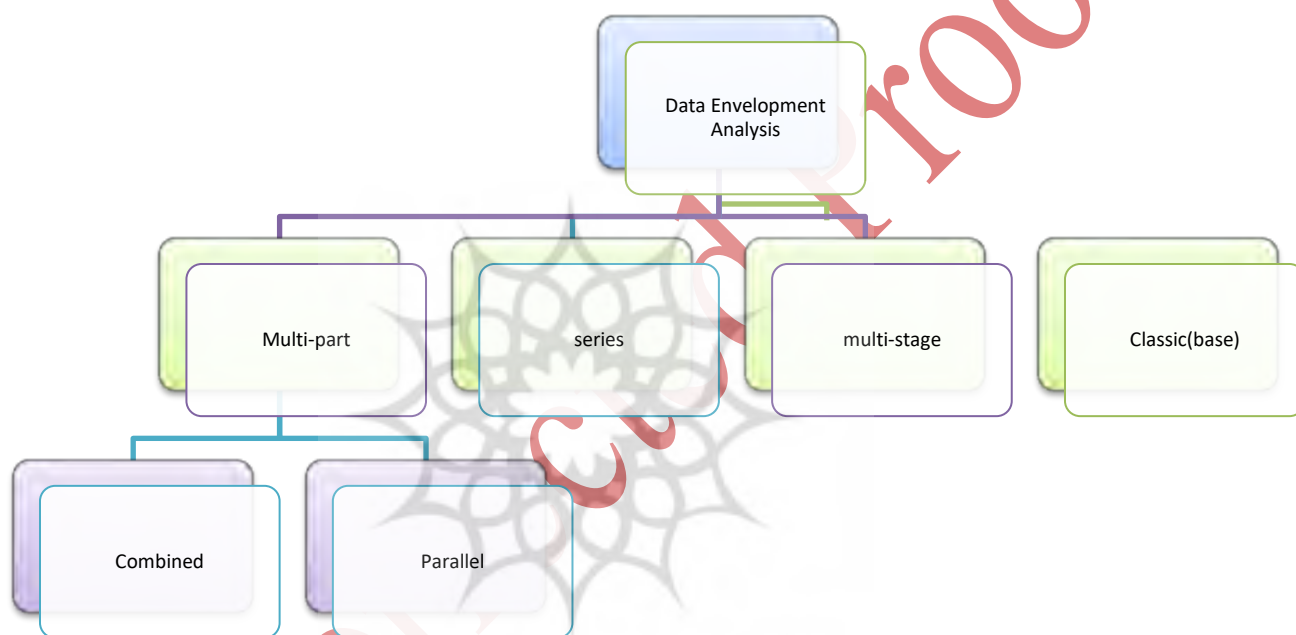 Data Envelopment
Analysis
Multi-part
series
multi-stage
Classic(base)
Combined
Parallel